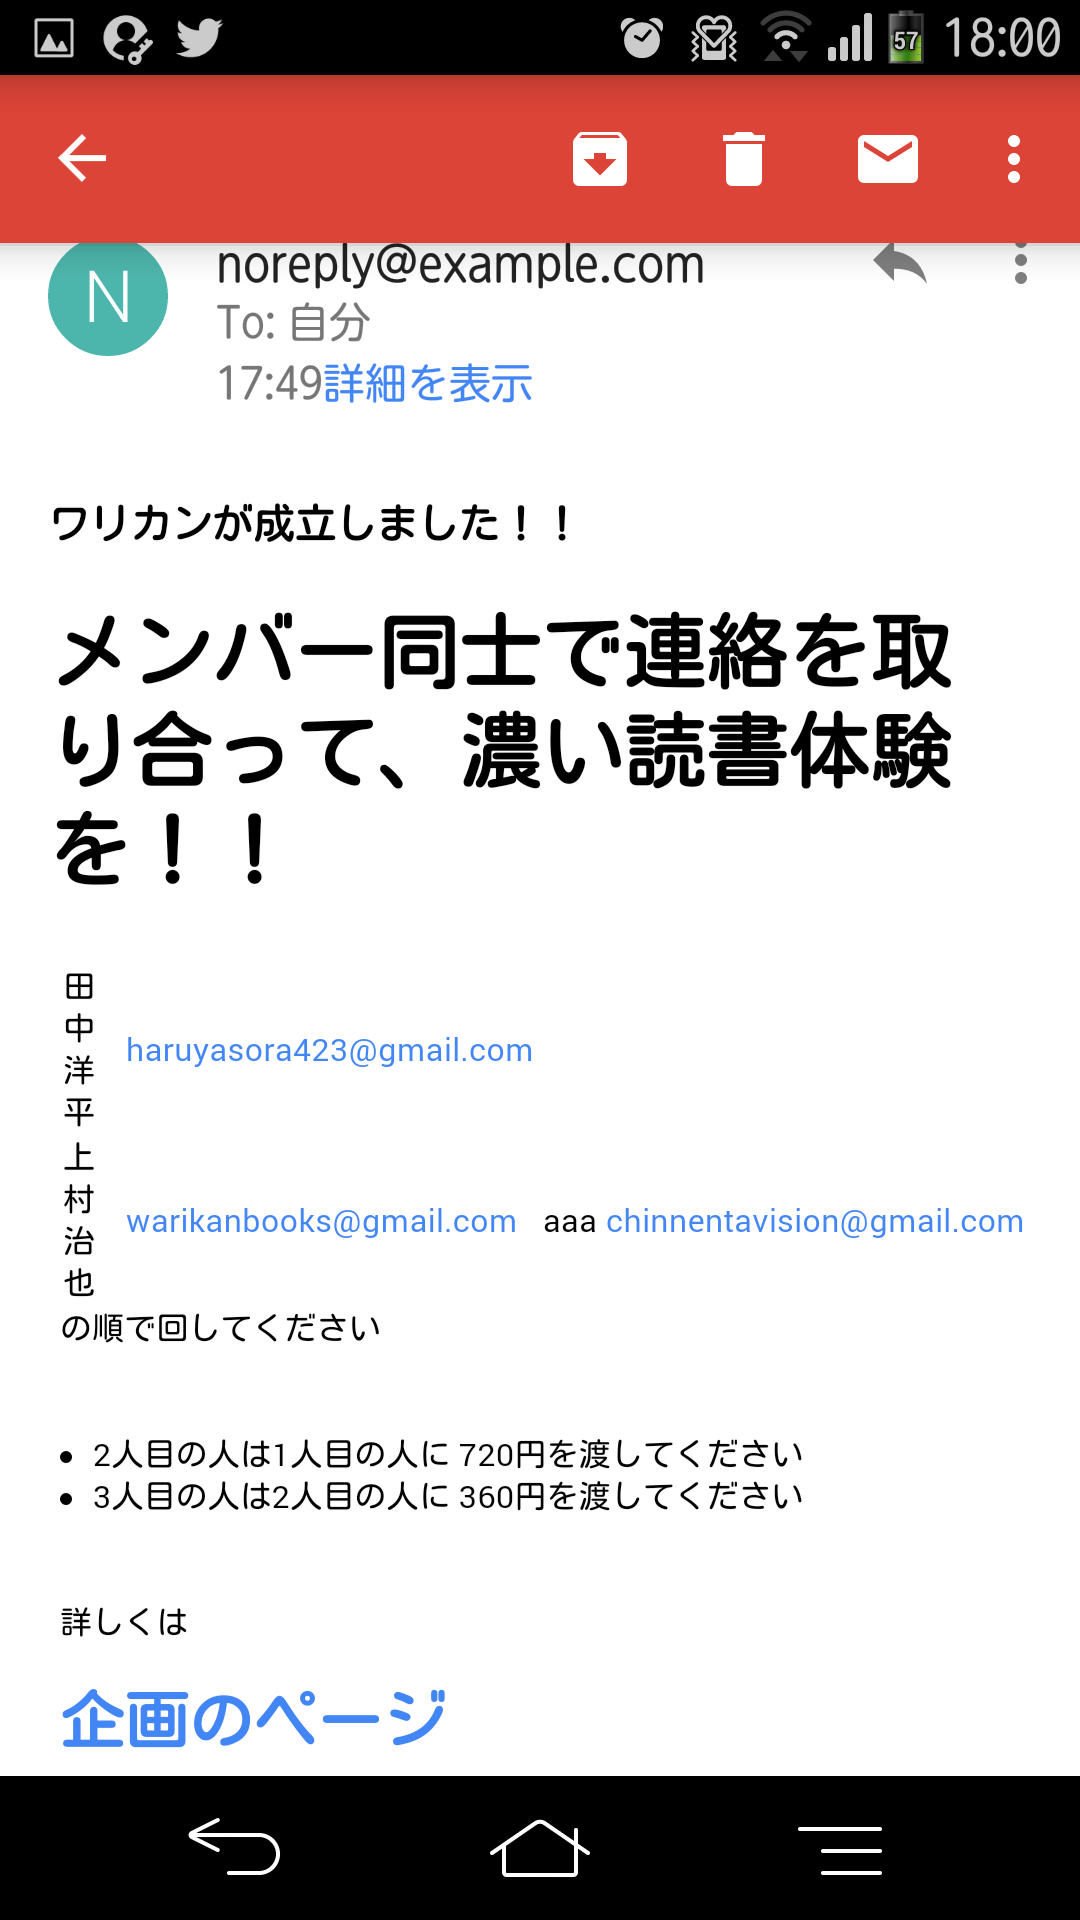 57 18:00
N
noreply@example.com
To: 自分
17:49詳細を表示
ワリカンが成立しました！！
メンバー同士で連絡を取
り合って、濃い読書体験
を！！
田
中
洋
平
haruyasora423@gmail.com
上
村
治
也
warikanbooks@gmail.com aaa chinnentavision@gmail.com
の順で回してください
• 2人目の人は1人目の人に 720円を渡してください
• 3人目の人は2人目の人に 360円を渡してください
詳しくは
企画のページ